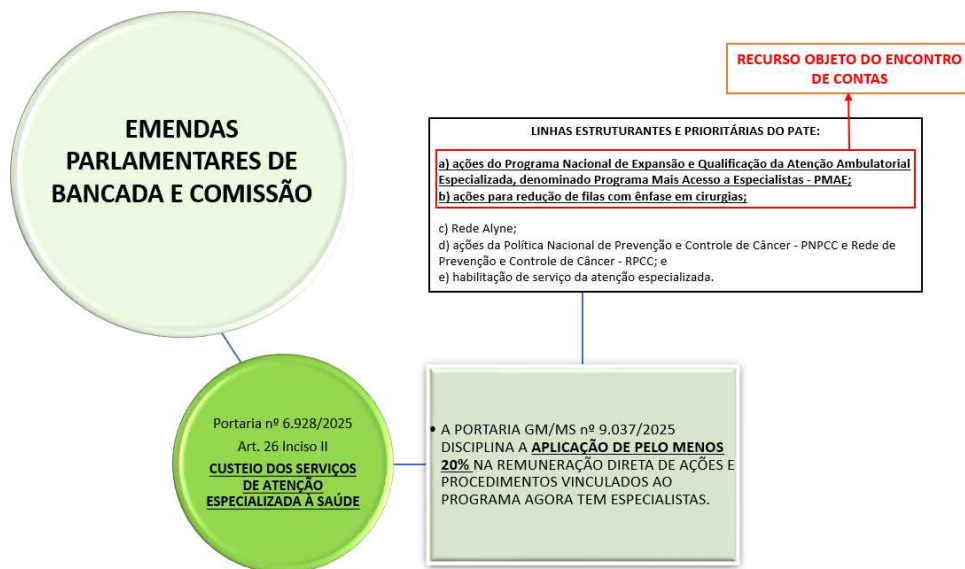 EMENDAS
PARLAMENTARES DE
BANCADA E COMISSÃO
RECURSO OBJETO DO ENCONTRO
DE CONTAS
LINHAS ESTRUTURANTES E PRIORITÁRIAS DO PATE:
a) ações do Programa Nacional de Expansão e Qualificação da Atenção Ambulatorial
Especializada, denominado Programa Mais Acesso a Especialistas - PMAE;
b) ações para redução de filas com ênfase em cirurgias;
c) Rede Alyne;
d) ações da Política Nacional de Prevenção e Controle de Câncer - PNPCC e Rede de
Prevenção e Controle de Câncer - RPCC; e
e) habilitação de serviço da atenção especializada.
Portaria nº 6.928/2025
Art. 26 Inciso II
CUSTEIO DOS SERVIÇOS
DE ATENÇÃO
ESPECIALIZADA À SAÚDE
• A PORTARIA GM/MS nº 9.037/2025
DISCIPLINA A APLICAÇÃO DE PELO MENOS
20% NA REMUNERAÇÃO DIRETA DE AÇÕES E
PROCEDIMENTOS VINCULADOS AO
PROGRAMA AGORA TEM ESPECIALISTAS.